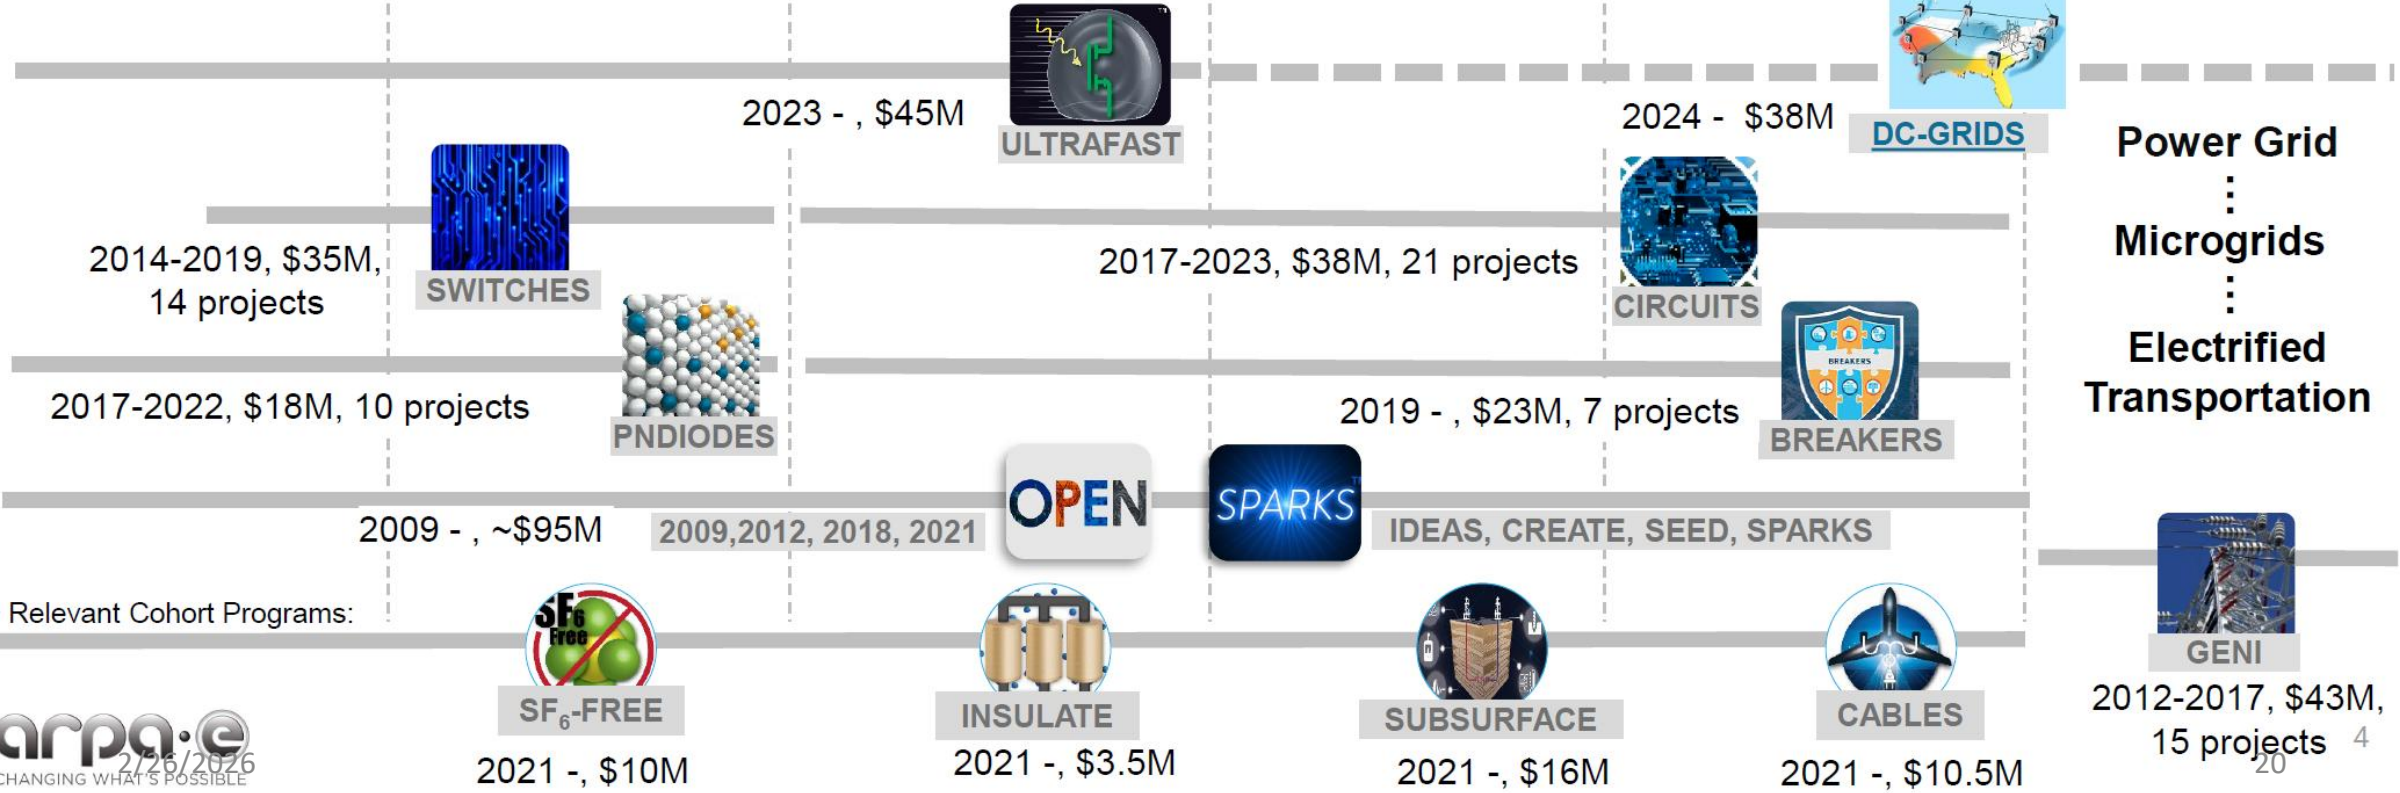 2023 - , $45M
ULTRAFAST
2024 -  $38M
DC-GRIDS
Power Grid
Microgrids
Electrified
Transportation
2014-2019, $35M,
14 projects
SWITCHES
2017-2023, $38M, 21 projects
CIRCUITS
2017-2022, $18M, 10 projects
PNDIODES
2019 - , $23M, 7 projects
BREAKERS
BREAKERS
2009 - , ~$95M
2009,2012, 2018, 2021
OPEN
SPARKS
IDEAS, CREATE, SEED, SPARKS
Relevant Cohort Programs:
SF6
Free
SF₆-FREE
2021 -, $10M
INSULATE
2021 -, $3.5M
SUBSURFACE
2021 -, $16M
CABLES
2021 -, $10.5M
GENI
2012-2017, $43M,
15 projects
4
20
arpa·e
CHANGING WHAT'S POSSIBLE
2/26/2026